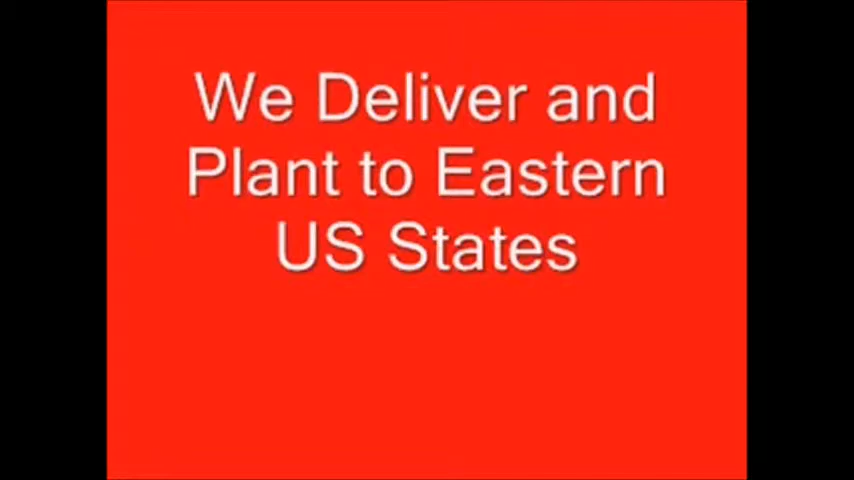 We Deliver and
Plant to Eastern
US States